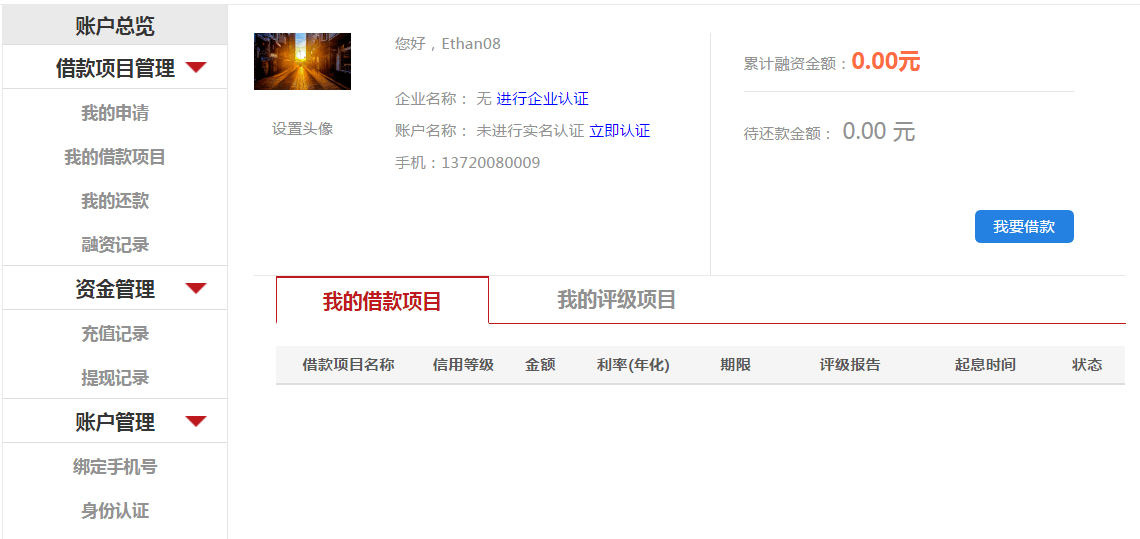 账户总览
借款项目管理
我的申请
我的借款项目
我的还款
融资记录
资金管理
充值记录
提现记录
账户管理
绑定手机号
身份认证
设置头像
您好，Ethan08
企业名称： 无 进行企业认证
账户名称： 未进行实名认证 立即认证
手机：13720080009
累计融资金额：0.00元
待还款金额： 0.00 元
我要借款
我的借款项目 我的评级项目
借款项目名称 信用等级 金额 利率(年化) 期限 评级报告 起息时间 状态